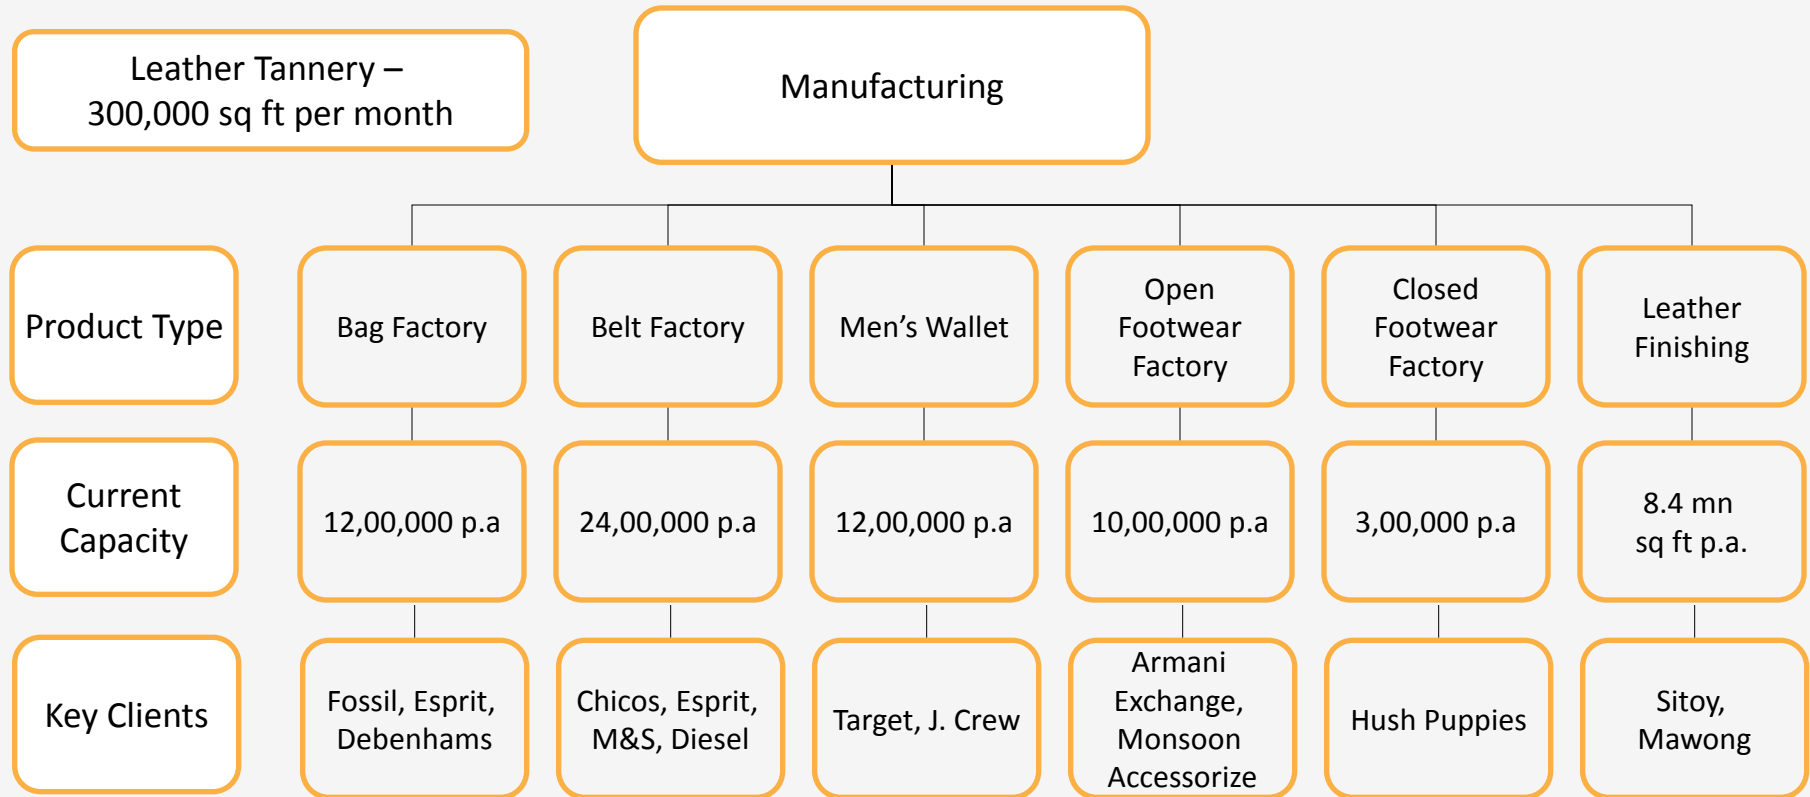 Leather Tannery –
300,000 sq ft per month
Manufacturing
Product Type
Bag Factory
Belt Factory
Men’s Wallet
Open
Footwear
Factory
Closed
Footwear
Factory
Leather
Finishing
Current
Capacity
12,00,000 p.a
24,00,000 p.a
12,00,000 p.a
10,00,000 p.a
3,00,000 p.a
8.4 mn
sq ft p.a.
Key Clients
Fossil, Esprit,
Debenhams
Chicos, Esprit,
M&S, Diesel
Target, J. Crew
Armani
Exchange,
Monsoon
Accessorize
Hush Puppies
Sitoy,
Mawong